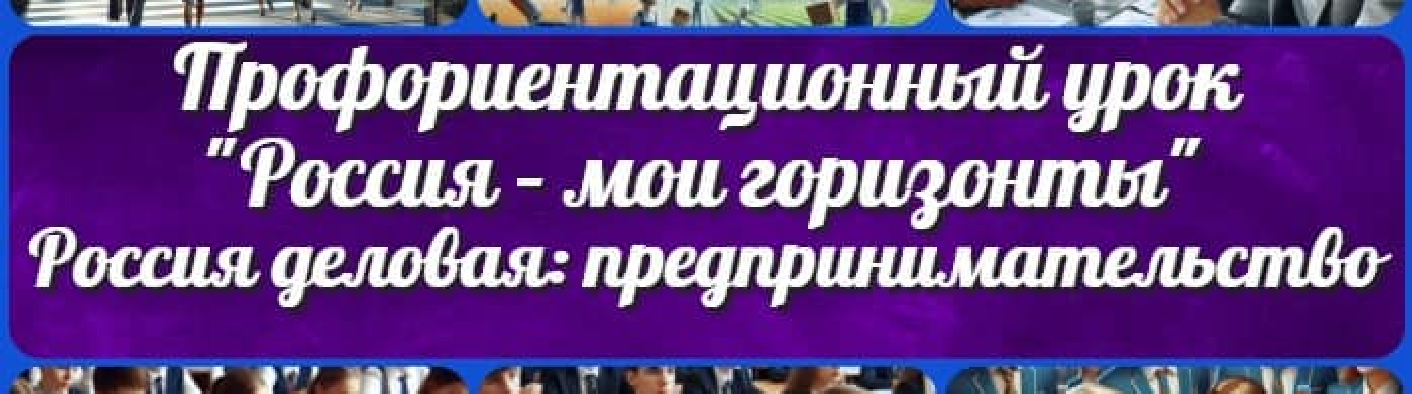 Профориентационный урок
"Россия – мои горизонты"
Россия деловая: предпринимательство